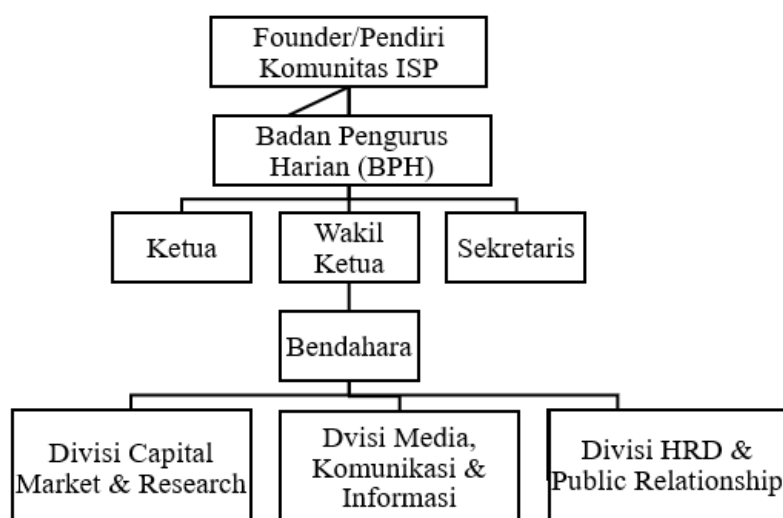 Founder/Pendiri
Komunitas ISP
Badan Pengurus
Harian (BPH)
Ketua
Wakil
Ketua
Sekretaris
Bendahara
Divisi Capital
Market & Research
Dvisi Media,
Komunikasi &
Informasi
Divisi HRD &
Public Relationship